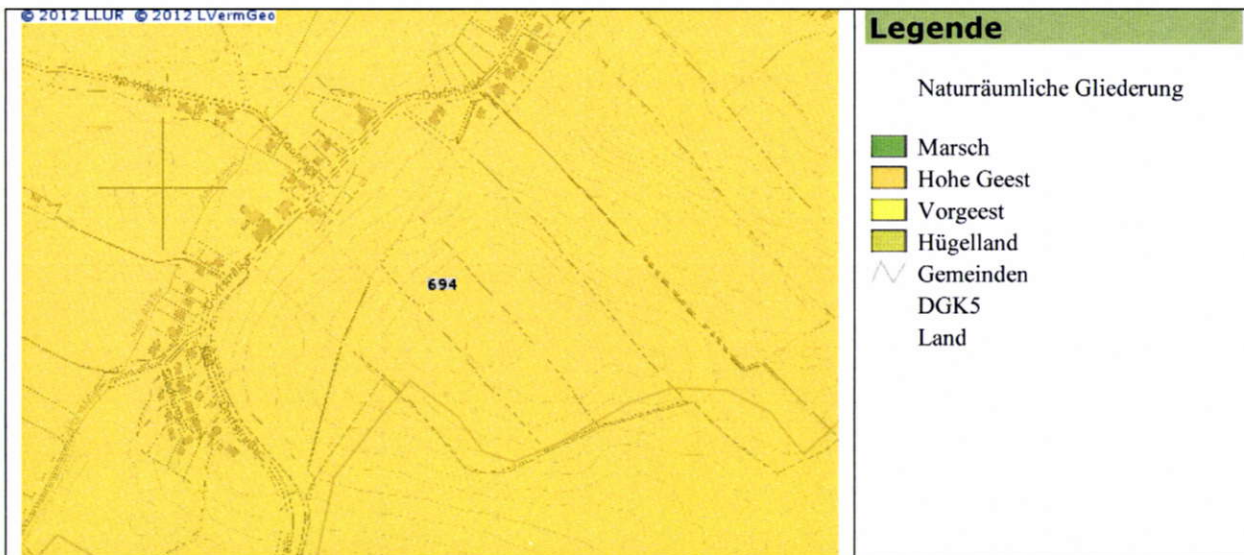 © 2012 LLUR © 2012 LVermGeo
694
Legende
Naturräumliche Gliederung
Marsch
Hohe Geest
Vorgeest
Hügelland
Gemeinden
DGK5
Land